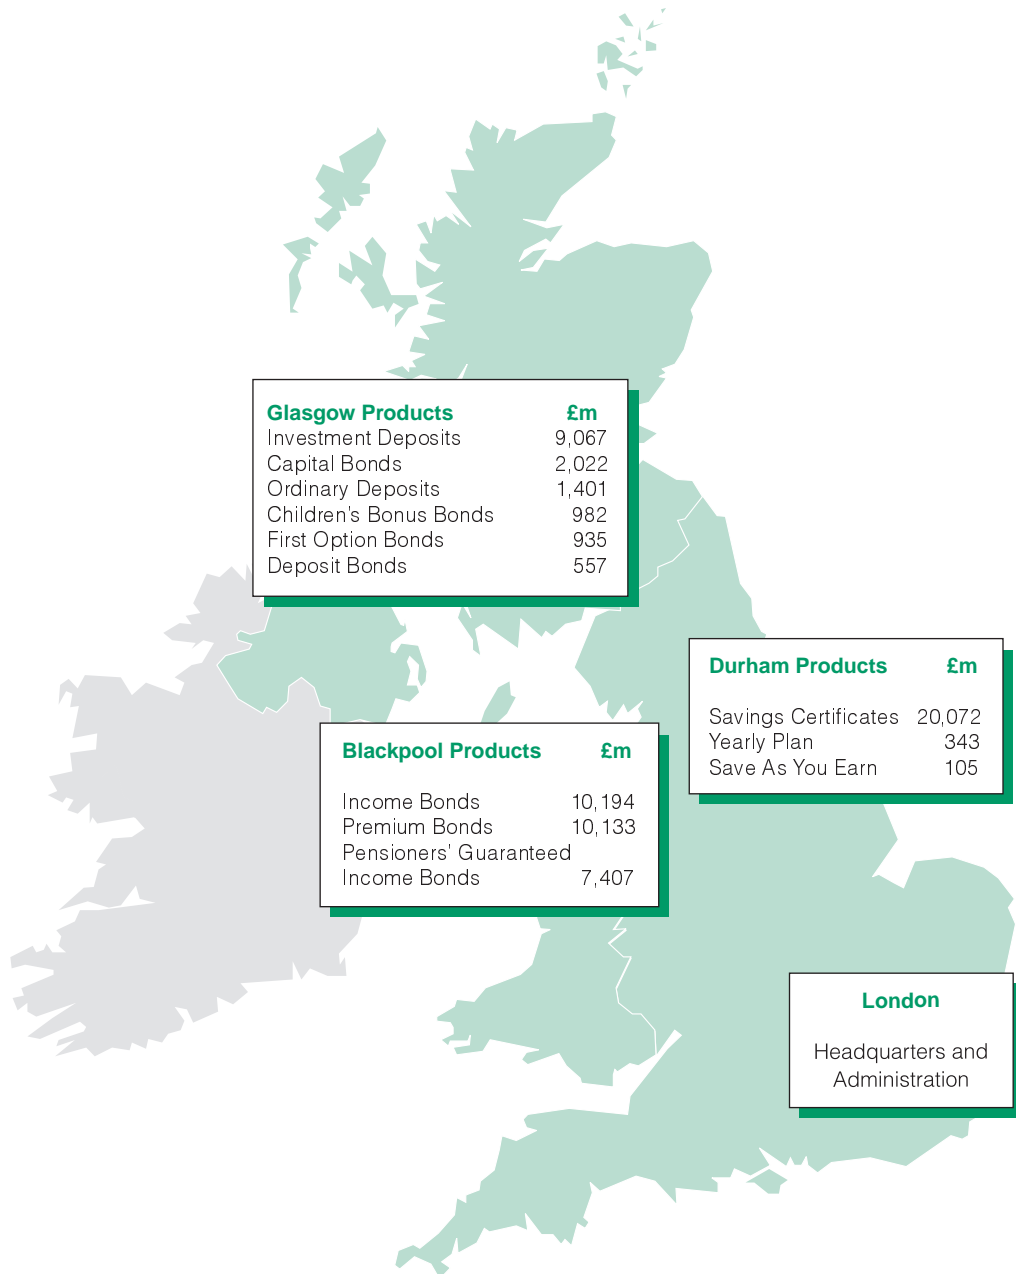 Glasgow Products £m
Investment Deposits 9,067
Capital Bonds 2,022
Ordinary Deposits 1,401
Children's Bonus Bonds 982
First Option Bonds 935
Deposit Bonds 557
Durham Products £m
Savings Certificates 20,072
Yearly Plan 343
Save As You Earn 105
Blackpool Products £m
Income Bonds 10,194
Premium Bonds 10,133
Pensioners' Guaranteed
Income Bonds 7,407
London
Headquarters and
Administration